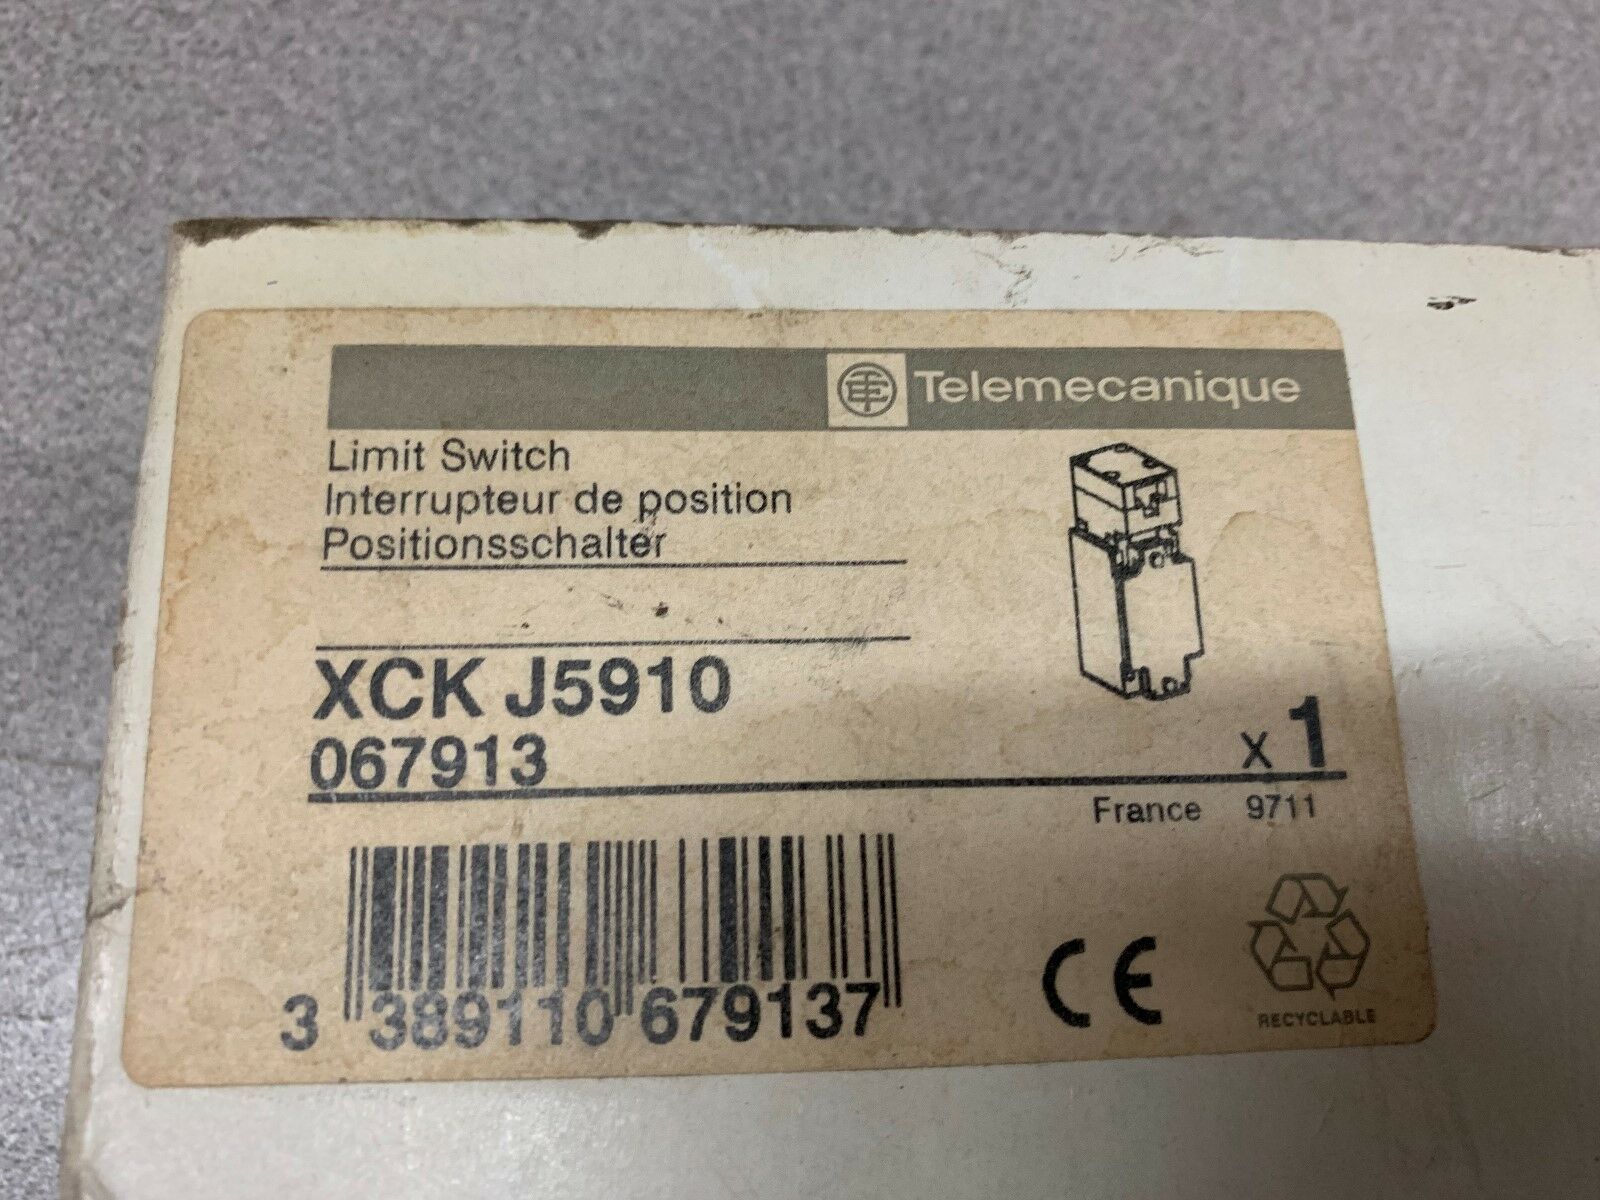 Telemecanique
Limit Switch
Interrupteur de position
Positionsschalter
XCK J5910
067913
x 1
France 9711
3 389110 679137
CE
RECYCLABLE